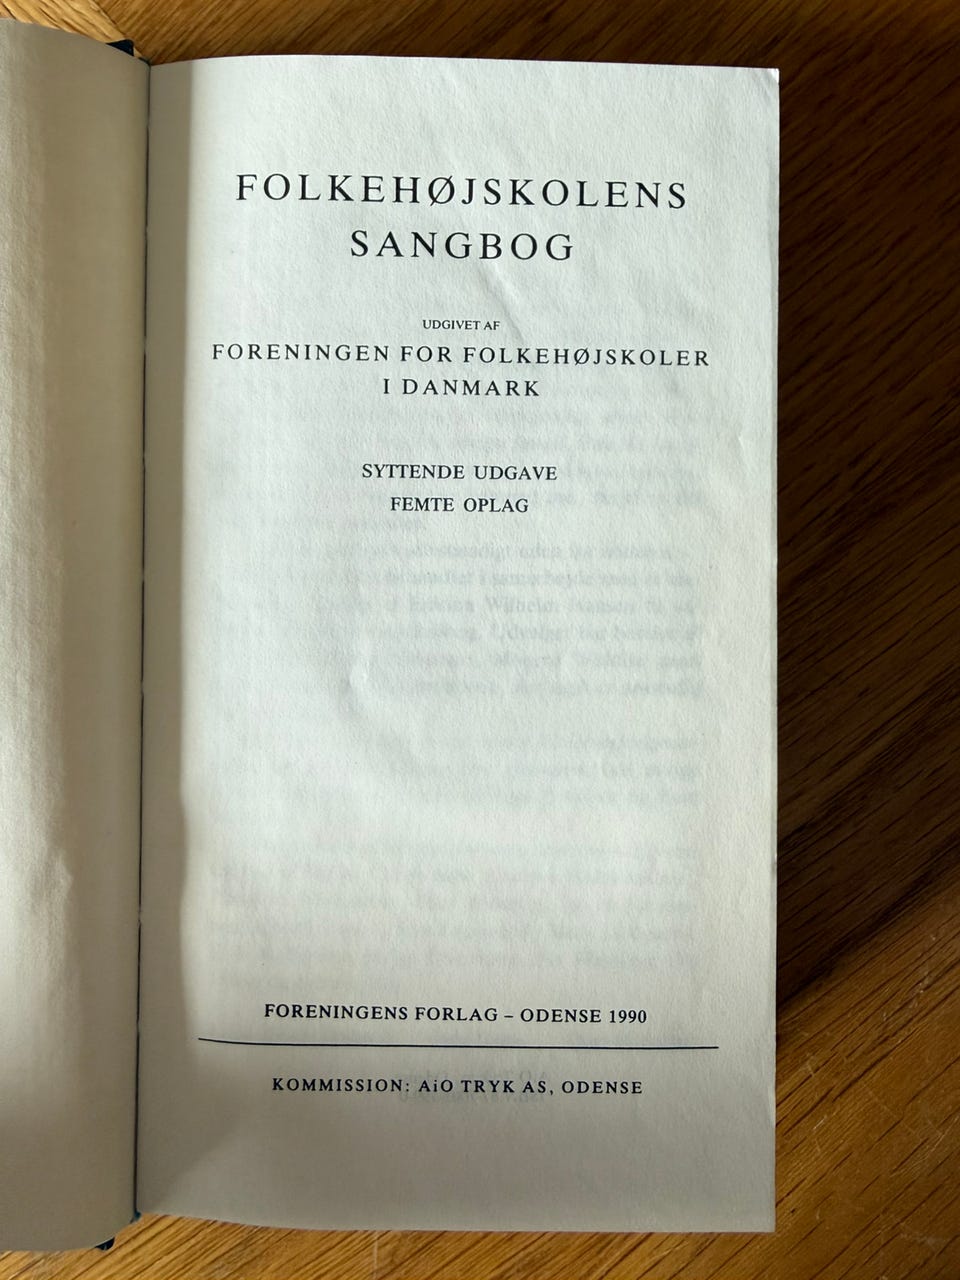 FOLKEHØJSKOLENS
SANGBOG
UDGIVET AF
FORENINGEN FOR FOLKEHØJSKOLER
I DANMARK
SYTTENDE UDGAVE
FEMTE OPLAG
FORENINGENS FORLAG – ODENSE 1990
KOMMISSION: AiO TRYK AS, ODENSE